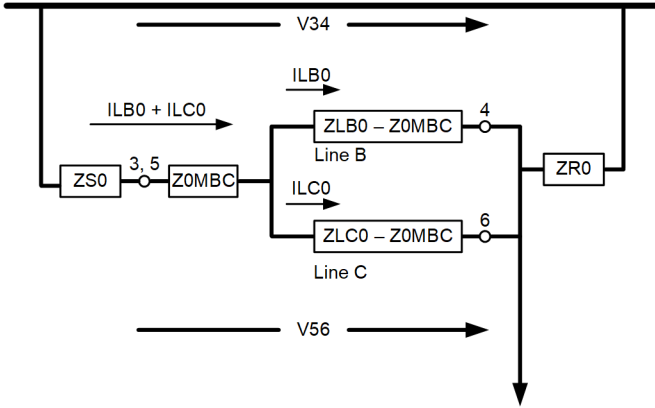 V34
ILB0
ILB0 + ILC0
ZLB0 – Z0MBC
4
Line B
3, 5
ZS0
Z0MBC
ZR0
ILC0
ZLC0 – Z0MBC
6
Line C
V56